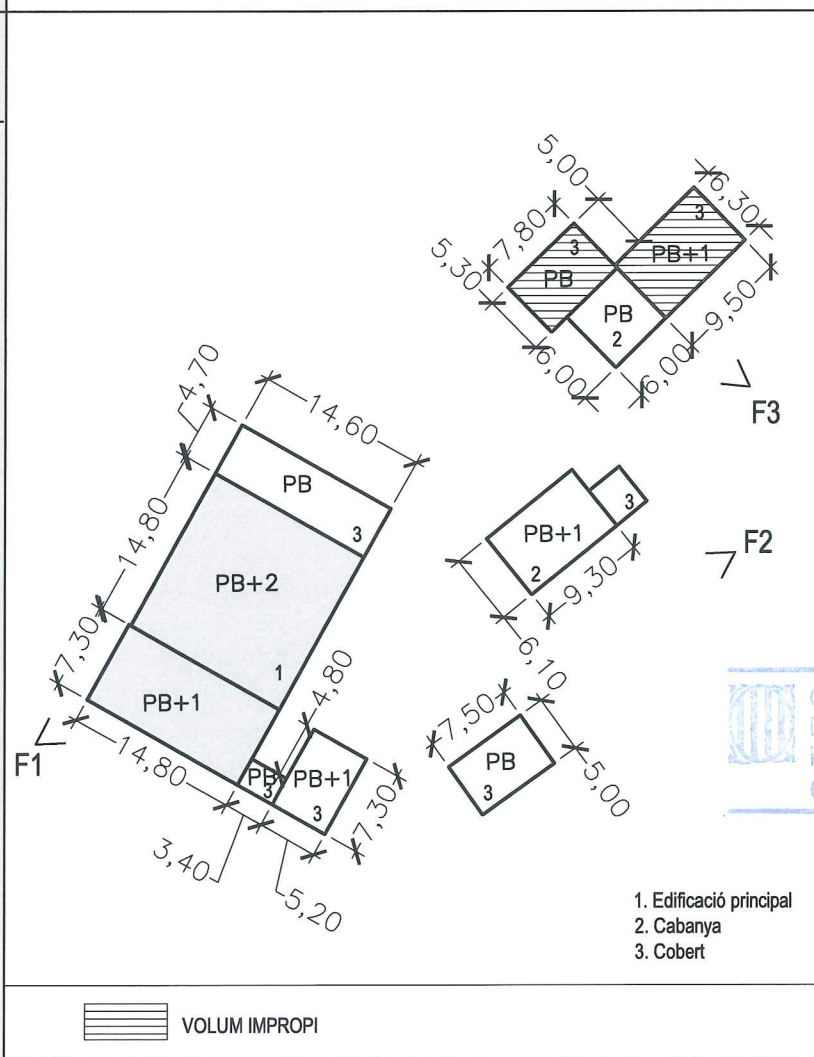 5,00
6,30
7,80
3
3
PB+1
5,30
PB
PB
2
9,50
6,00
6,00
F3
4,70
14,60
PB
3
14,80
PB+2
PB+1
3
2
9,30
F2
6,10
7,30
1
PB+1
4,80
7,50
PB
3
5,00
F1
14,80
PB
3
PB+1
3
7,30
3,40
5,20
1. Edificació principal
2. Cabanya
3. Cobert
VOLUM IMPROPI